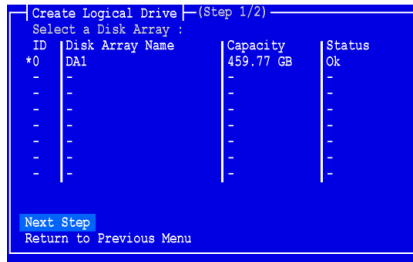 Create Logical Drive (Step 1/2)
Select a Disk Array :
ID Disk Array Name Capacity Status
*0 DA1 459.77 GB Ok
- - - -
- - - -
- - - -
- - - -
- - - -
- - - -
- - - -
Next Step
Return to Previous Menu